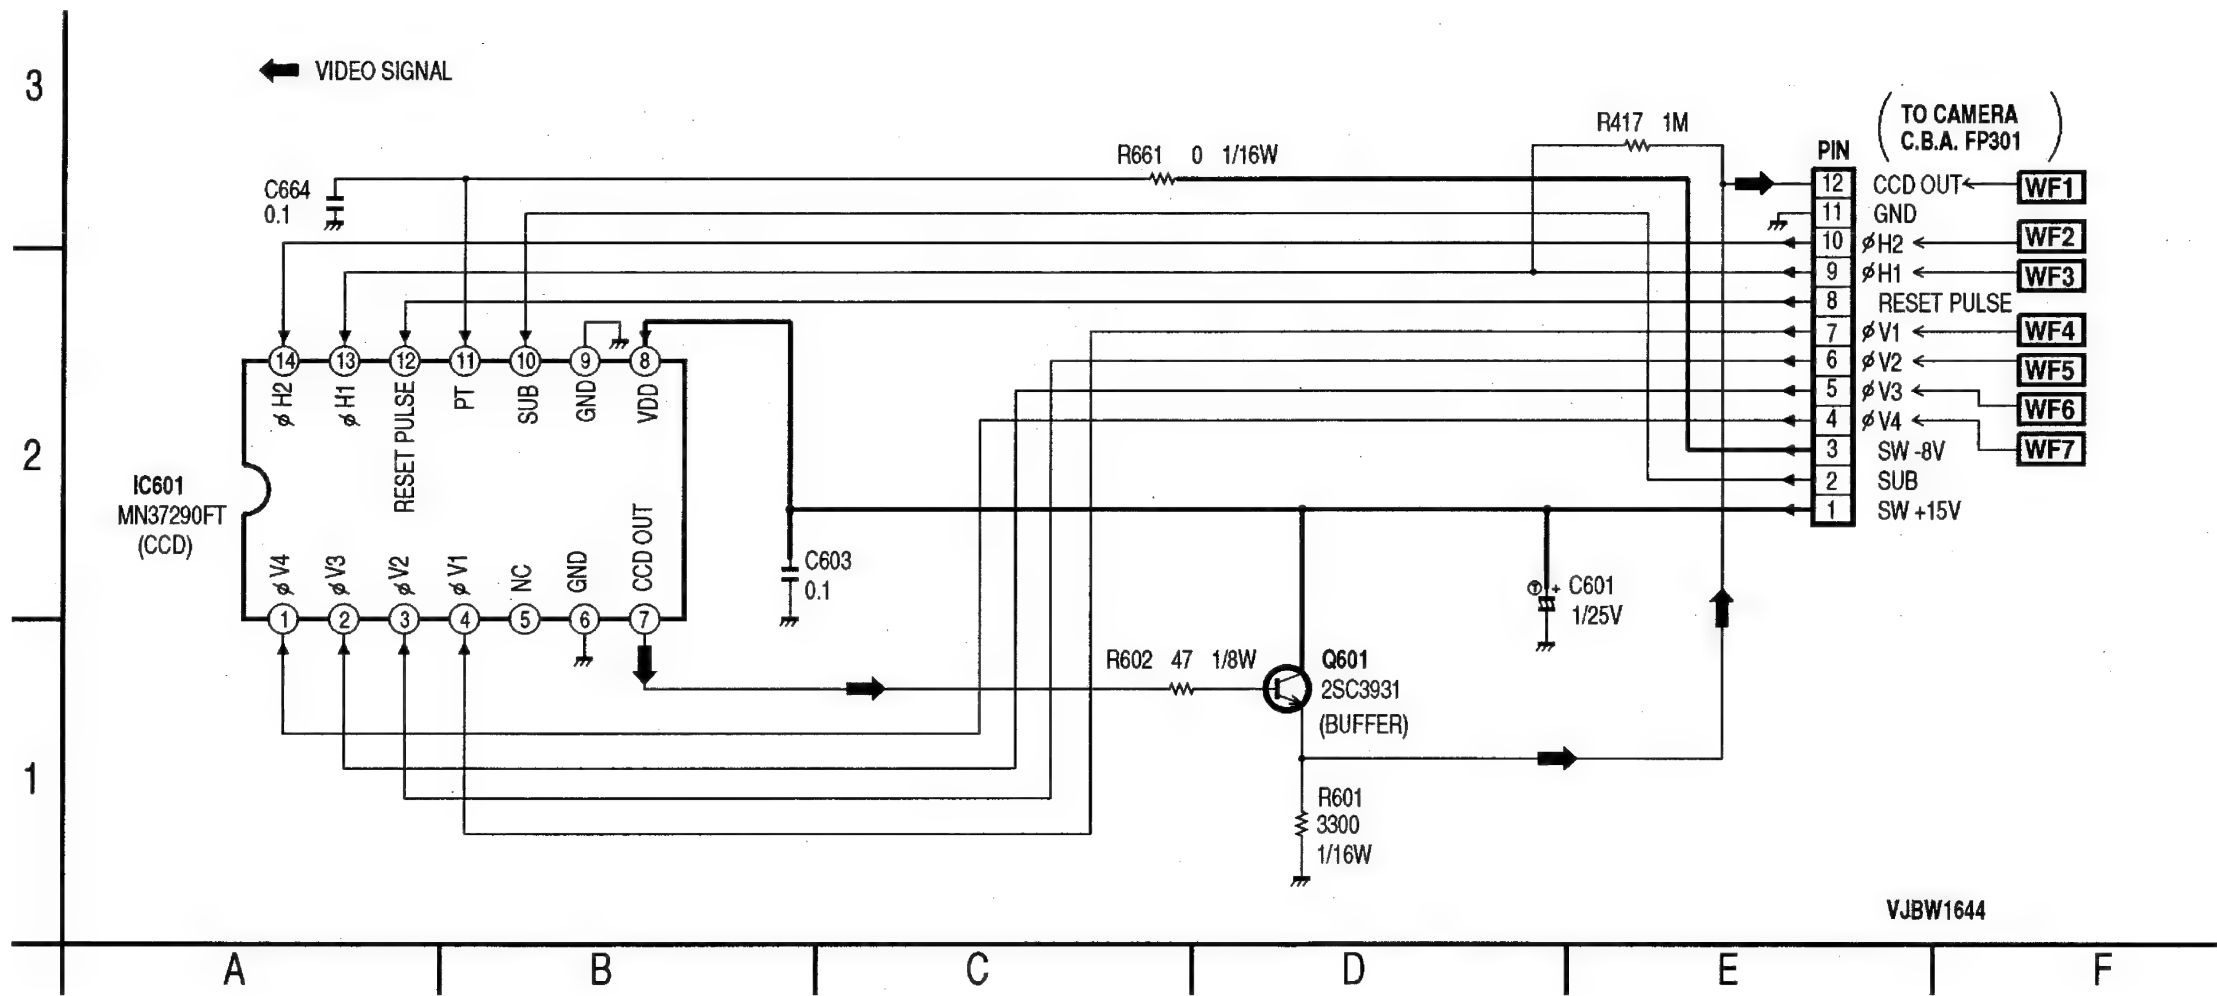 3
VIDEO SIGNAL
R417 1M
TO CAMERA
C.B.A. FP301
PIN
R661 0 1/16W
C664
0.1
12 CCD OUT WF1
11 GND
10 øH2 WF2
9 øH1 WF3
8 RESET PULSE
7 øV1 WF4
6 øV2 WF5
5 øV3 WF6
4 øV4 WF7
3 SW -8V
2 SUB
1 SW +15V
14 13 12 11 10 9 8
øH2 øH1 RESET PULSE PT SUB GND VDD
2
IC601
MN37290FT
(CCD)
øV4 øV3 øV2 øV1 NC GND CCD OUT
1 2 3 4 5 6 7
C603
0.1
T + C601
1/25V
R602 47 1/8W
Q601
2SC3931
(BUFFER)
1
R601
3300
1/16W
VJBW1644
A B C D E F